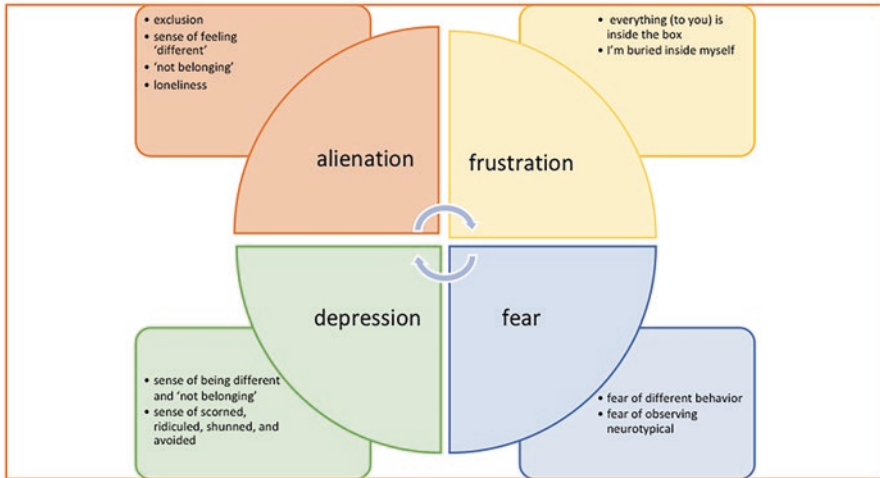 • exclusion
• sense of feeling
'different'
• 'not belonging'
• loneliness
• everything (to you) is
inside the box
• I'm buried inside myself
alienation
frustration
depression
fear
• sense of being different
and 'not belonging'
• sense of scorned,
ridiculed, shunned, and
avoided
• fear of different behavior
• fear of observing
neurotypical